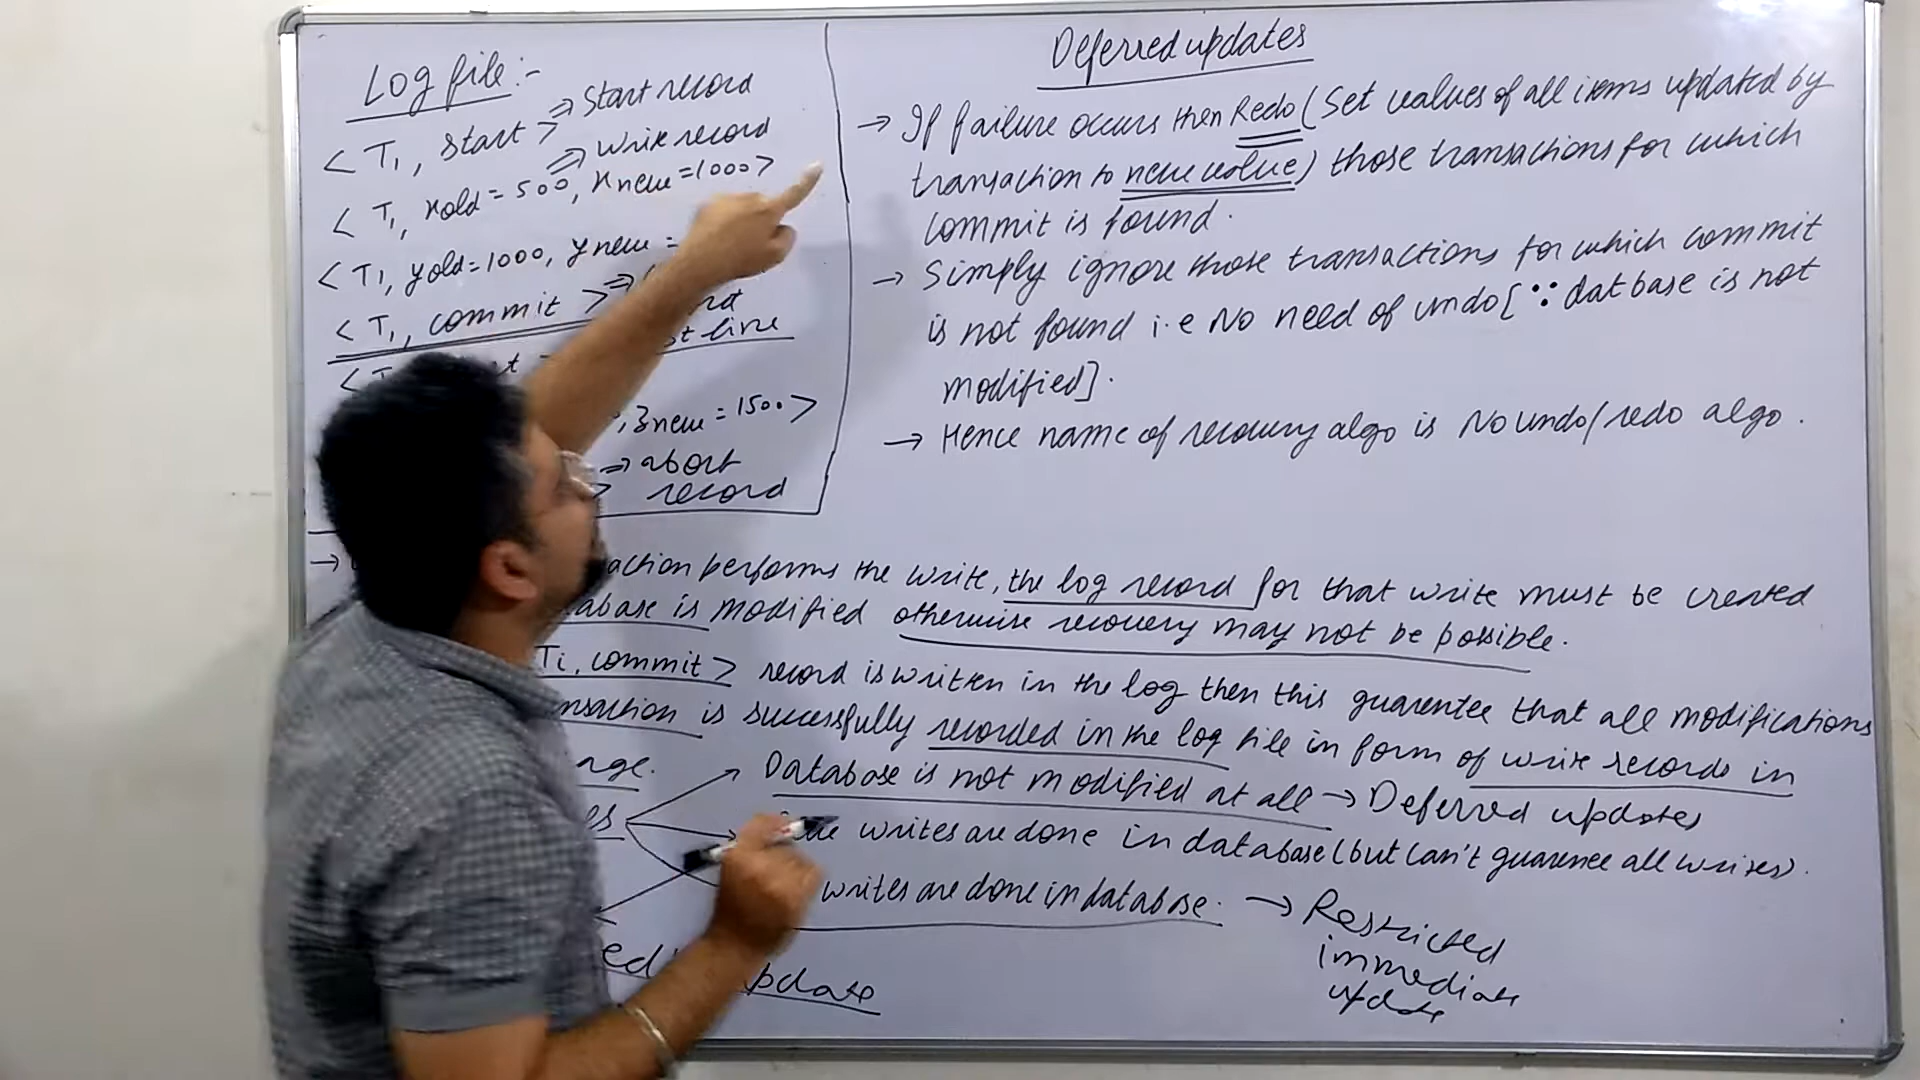 Log file:-
< T1, start > ⇒ Start record
⇒ Write record
< T1, xold = 500, xnew = 1000 >
< T1, yold = 1000, ynew =
< T1, commit > ⇒
st line
, znew = 1500 >
⇒ abort
> record
Deferred updates
→ If failure occurs then Redo (Set values of all items updated by
transaction to new value) those transactions for which
commit is found.
→ Simply ignore those transactions for which commit
is not found i.e No need of undo [∵ datbase is not
modified].
→ Hence name of recovery algo is No undo/redo algo.
→
action performs the write, the log record for that write must be created
abase is modified otherwise recovery may not be possible.
Ti, commit > record is written in the log then this guarentee that all modifications
nsaction is successfully recorded in the log file in form of write records in
age.
Database is not modified at all → Deferred updates
writes are done in database (but can't guarenee all writes).
writes are done in database. → Restricted
immediate
update
ed update